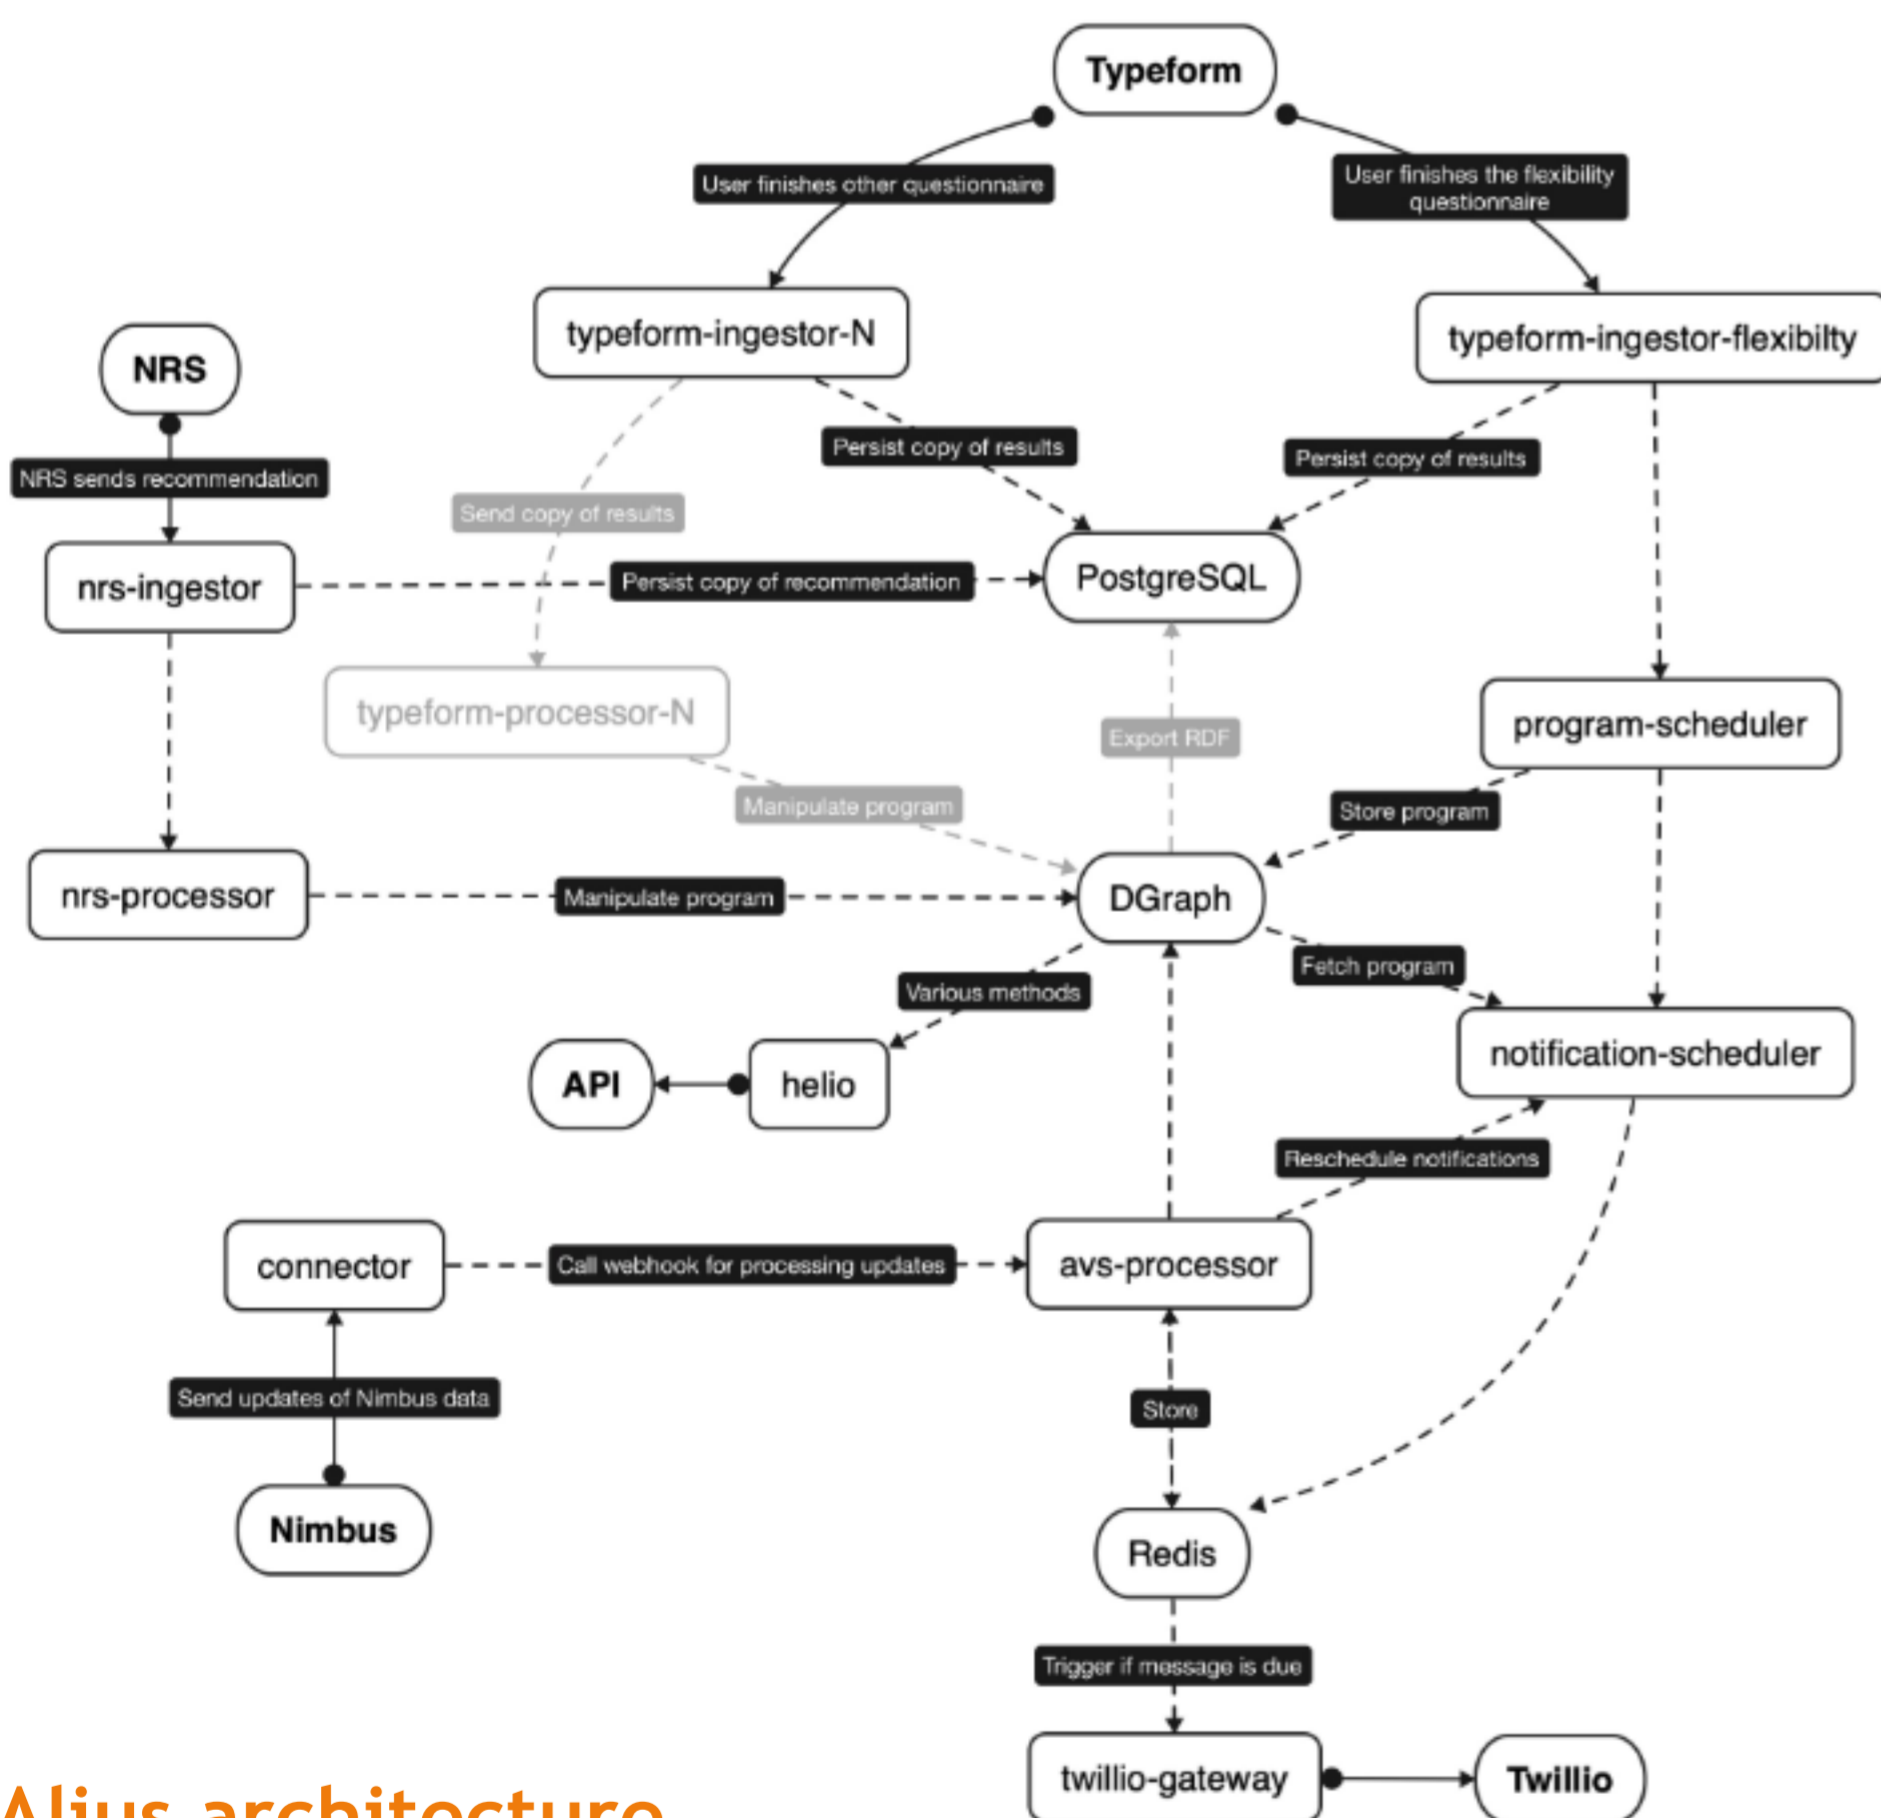 Typeform
User finishes other questionnaire
User finishes the flexibility
questionnaire
typeform-ingestor-N
typeform-ingestor-flexibilty
NRS
Persist copy of results
Persist copy of results
NRS sends recommendation
Send copy of results
nrs-ingestor
Persist copy of recommendation
PostgreSQL
typeform-processor-N
Export RDF
program-scheduler
Manipulate program
Store program
nrs-processor
Manipulate program
DGraph
Fetch program
Various methods
API
helio
notification-scheduler
Reschedule notifications
connector
Call webhook for processing updates
avs-processor
Send updates of Nimbus data
Store
Nimbus
Redis
Trigger if message is due
twillio-gateway
Twillio
Alius architecture